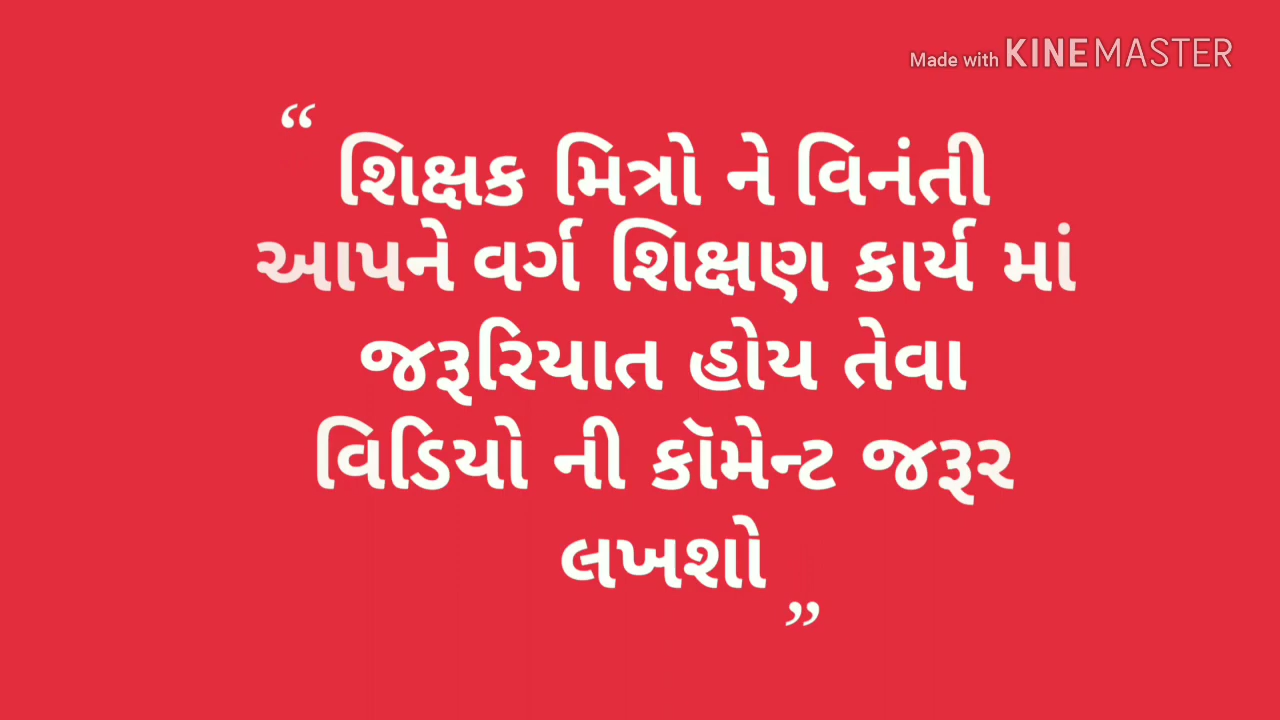 Made with KINEMASTER
“ શિક્ષક મિત્રો ને વિનંતી
આપને વર્ગ શિક્ષણ કાર્ય માં
જરૂરિયાત હોય તેવા
વિડિયો ની કૉમેન્ટ જરૂર
લખશો ”